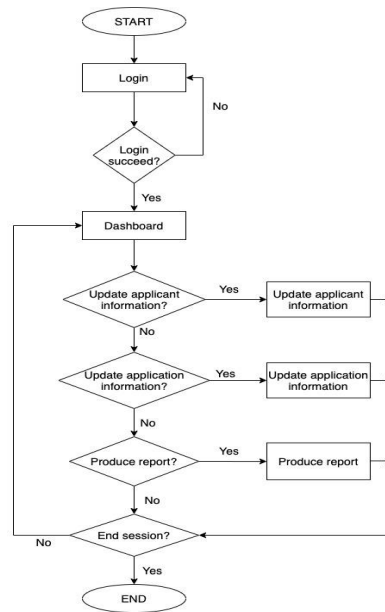 START
Login
No
Login
succeed?
Yes
Dashboard
Update applicant
information?
Yes
Update applicant
information
No
Update application
information?
Yes
Update application
information
No
Produce report?
Yes
Produce report
No
End session?
No
Yes
END